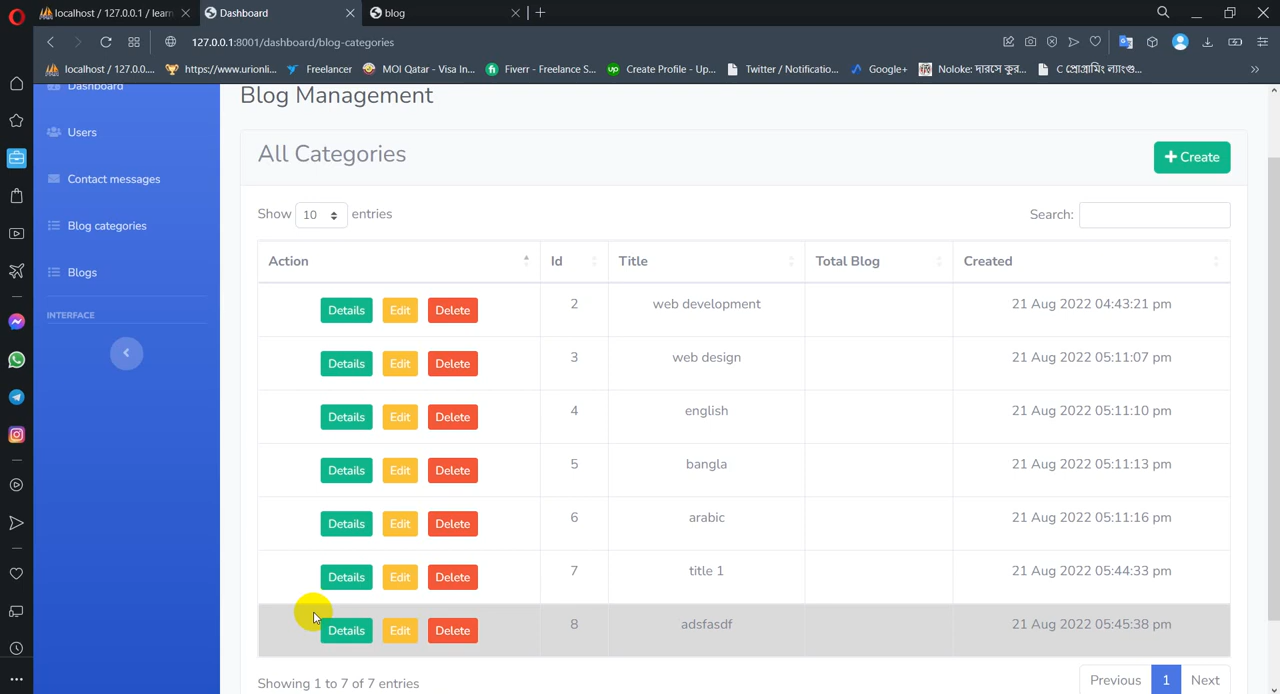 localhost / 127.0.0.1 / learn
Dashboard
blog
127.0.0.1:8001/dashboard/blog-categories
localhost / 127.0.0....
https://www.urionli...
Freelancer
MOI Qatar - Visa In...
Fiverr - Freelance S...
Create Profile - Up...
Twitter / Notificatio...
Google+
Noloke: দারসে কুর...
C প্রোগ্রামিং ল্যাংগু...
Dashboard
Users
Contact messages
Blog categories
Blogs
INTERFACE
Blog Management
All Categories
+ Create
Show 10 entries
Search:
Action Id Title Total Blog Created
Details Edit Delete 2 web development 21 Aug 2022 04:43:21 pm
Details Edit Delete 3 web design 21 Aug 2022 05:11:07 pm
Details Edit Delete 4 english 21 Aug 2022 05:11:10 pm
Details Edit Delete 5 bangla 21 Aug 2022 05:11:13 pm
Details Edit Delete 6 arabic 21 Aug 2022 05:11:16 pm
Details Edit Delete 7 title 1 21 Aug 2022 05:44:33 pm
Details Edit Delete 8 adsfasdf 21 Aug 2022 05:45:38 pm
Showing 1 to 7 of 7 entries
Previous 1 Next